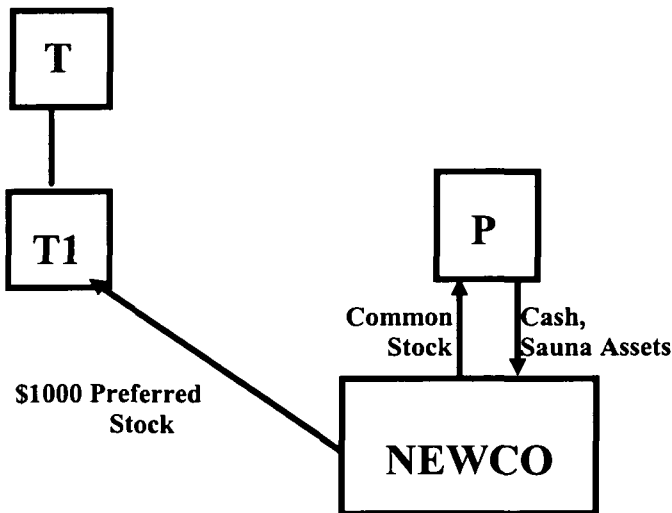 T
T1
P
Common
Stock
Cash,
Sauna Assets
$1000 Preferred
Stock
NEWCO